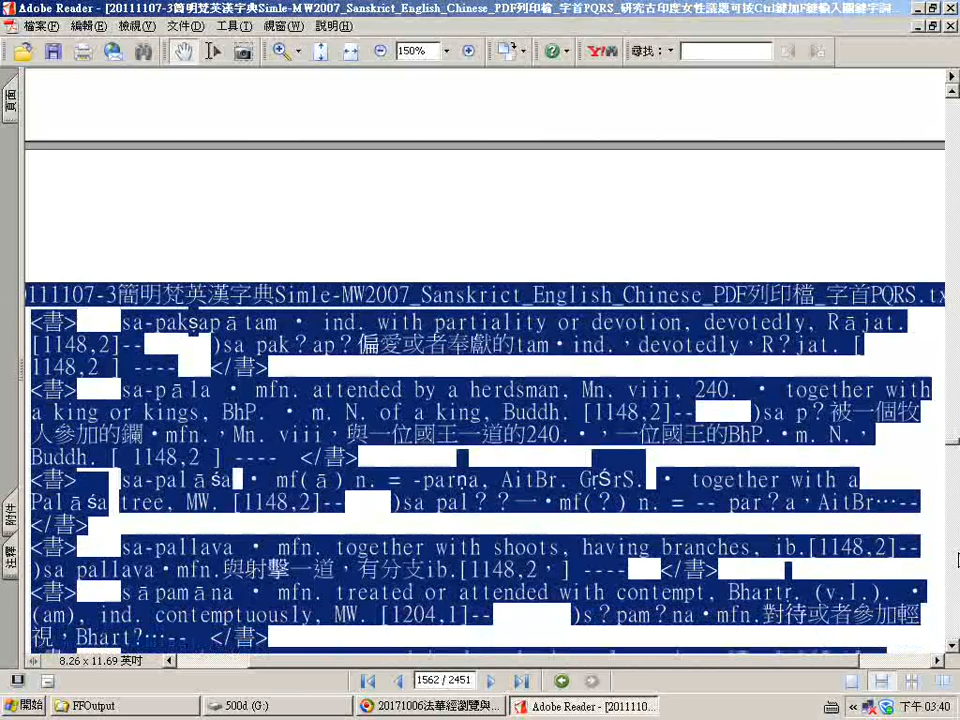 Adobe Reader - [20111107-3簡明梵英漢字典Simle-MW2007_Sanskrict_English_Chinese_PDF列印檔_字首PQRS_研究古印度女性議題可按Ctrl鍵加F鍵輸入關鍵字詞
檔案(F) 編輯(E) 檢視(V) 文件(D) 工具(T) 視窗(W) 說明(H)
150% Y! 尋找：
頁面
111107-3簡明梵英漢字典Simle-MW2007_Sanskrict_English_Chinese_PDF列印檔_字首PQRS.tx
<書> sa-pakṣapātam • ind. with partiality or devotion, devotedly, Rājat.
[1148,2]-- )sa pak？ap？偏愛或者奉獻的tam•ind.，devotedly，R？jat. [
1148,2 ] ---- </書>
<書> sa-pāla • mfn. attended by a herdsman, Mn. viii, 240. • together with
a king or kings, BhP. • m. N. of a king, Buddh. [1148,2]-- )sa p？被一個牧
人參加的鑭•mfn.，Mn. viii，與一位國王一道的240.•，一位國王的BhP.•m. N.，
Buddh. [ 1148,2 ] ---- </書>
<書> sa-palāśa • mf(ā) n. = -parṇa, AitBr. GrŚrS. • together with a
Palāśa tree, MW. [1148,2]-- )sa pal？？一•mf(？) n. = -- par？a，AitBr…--
</書>
<書> sa-pallava • mfn. together with shoots, having branches, ib.[1148,2]--
)sa pallava•mfn.與射擊一道，有分支ib.[1148,2，] ---- </書>
<書> sāpamāna • mfn. treated or attended with contempt, Bhartṛ. (v.l.). •
(am), ind. contemptuously, MW. [1204,1]-- )s？pam？na•mfn.對待或者參加輕
視，Bhart?…-- </書>
附件
注釋
8.26 x 11.69 英吋
1562 / 2451
開始 FFOutput 500d (G:) 20171006法華經瀏覽與... Adobe Reader - [2011110... 下午 03:40